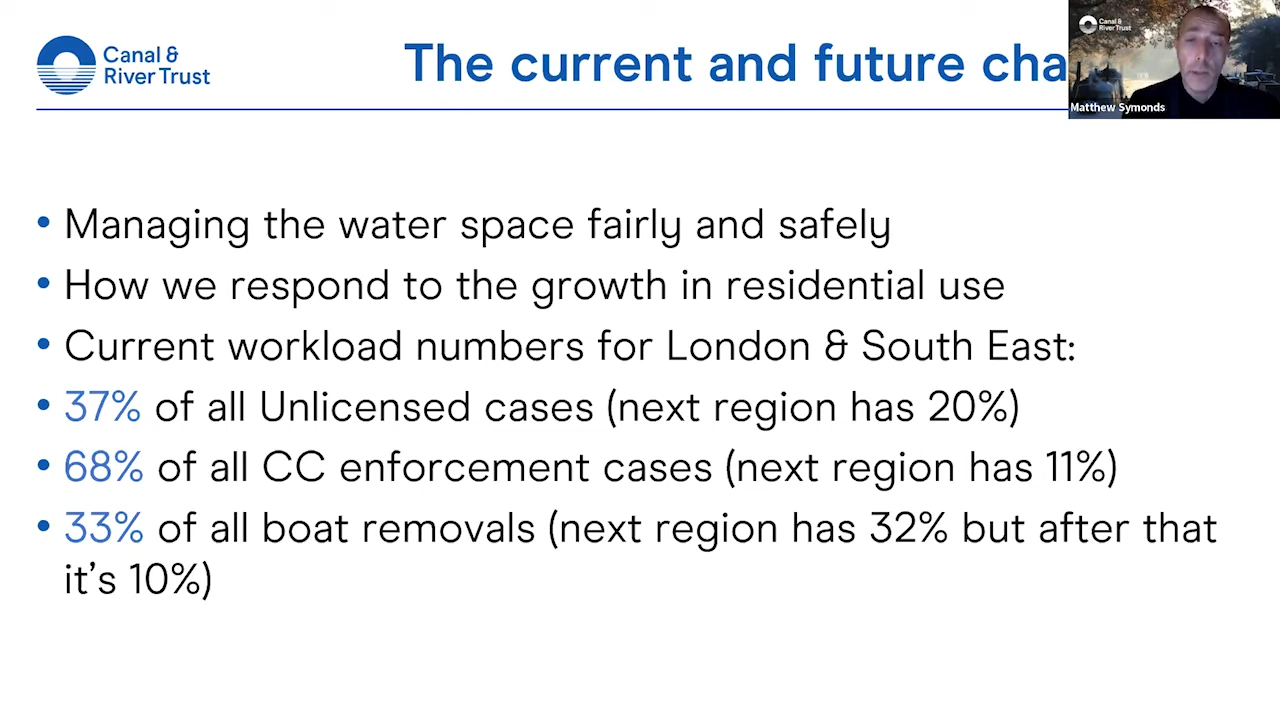 Canal &
River Trust
The current and future cha
Canal &
River Trust
Matthew Symonds
• Managing the water space fairly and safely
• How we respond to the growth in residential use
• Current workload numbers for London & South East:
• 37% of all Unlicensed cases (next region has 20%)
• 68% of all CC enforcement cases (next region has 11%)
• 33% of all boat removals (next region has 32% but after that
it's 10%)